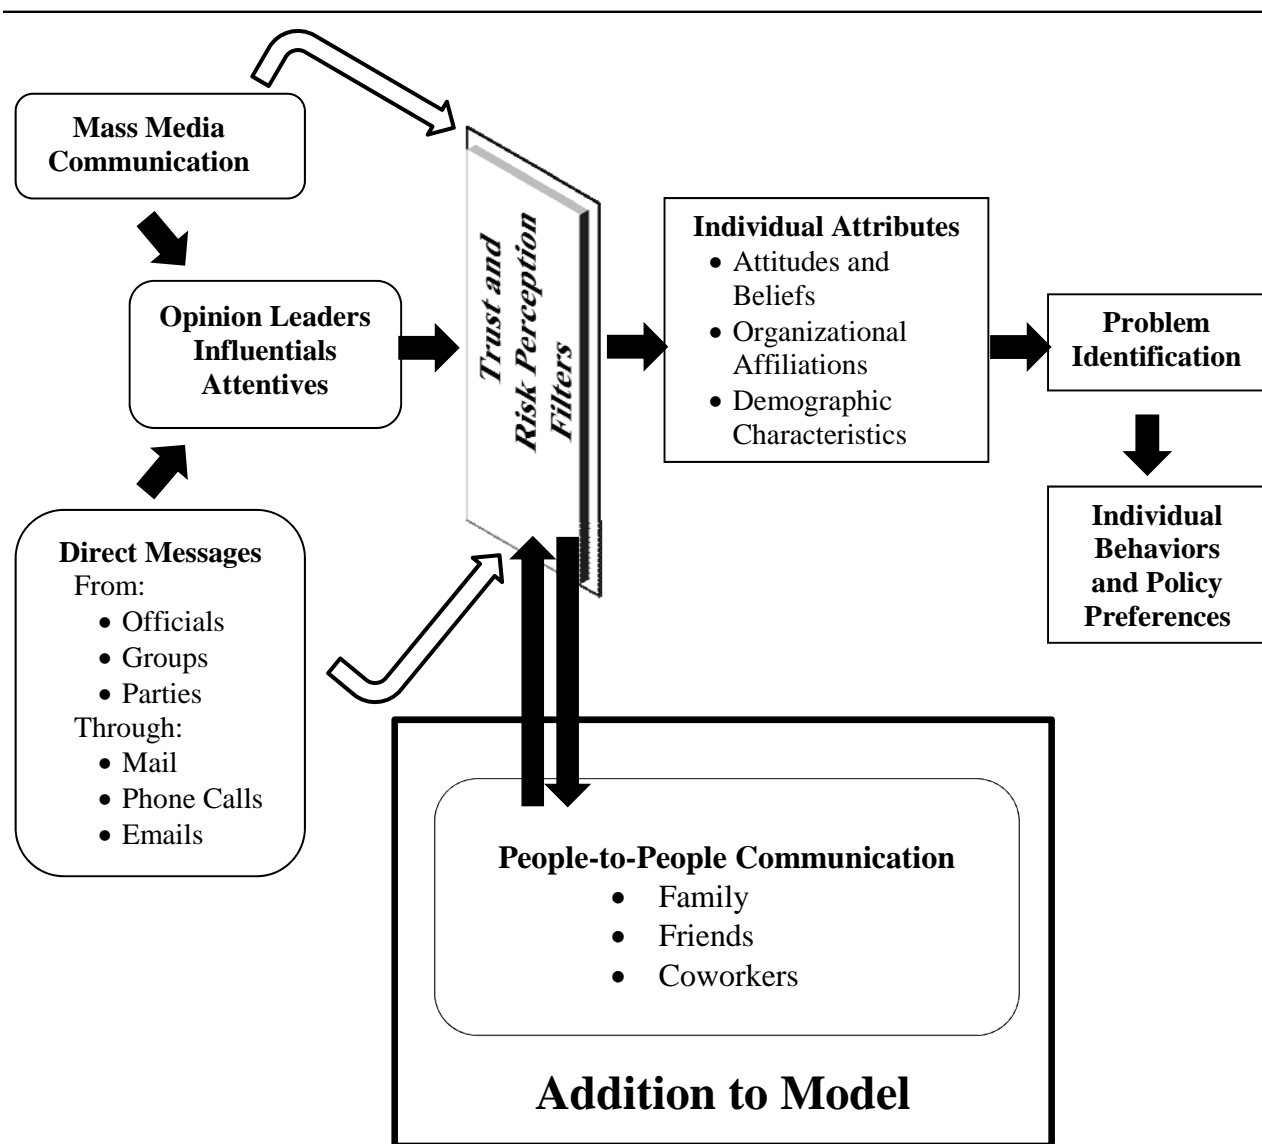 Mass Media
Communication
Opinion Leaders
Influentials
Attentives
Direct Messages
From:
• Officials
• Groups
• Parties
Through:
• Mail
• Phone Calls
• Emails
Trust and
Risk Perception
Filters
Individual Attributes
• Attitudes and
Beliefs
• Organizational
Affiliations
• Demographic
Characteristics
Problem
Identification
Individual
Behaviors
and Policy
Preferences
People-to-People Communication
• Family
• Friends
• Coworkers
Addition to Model